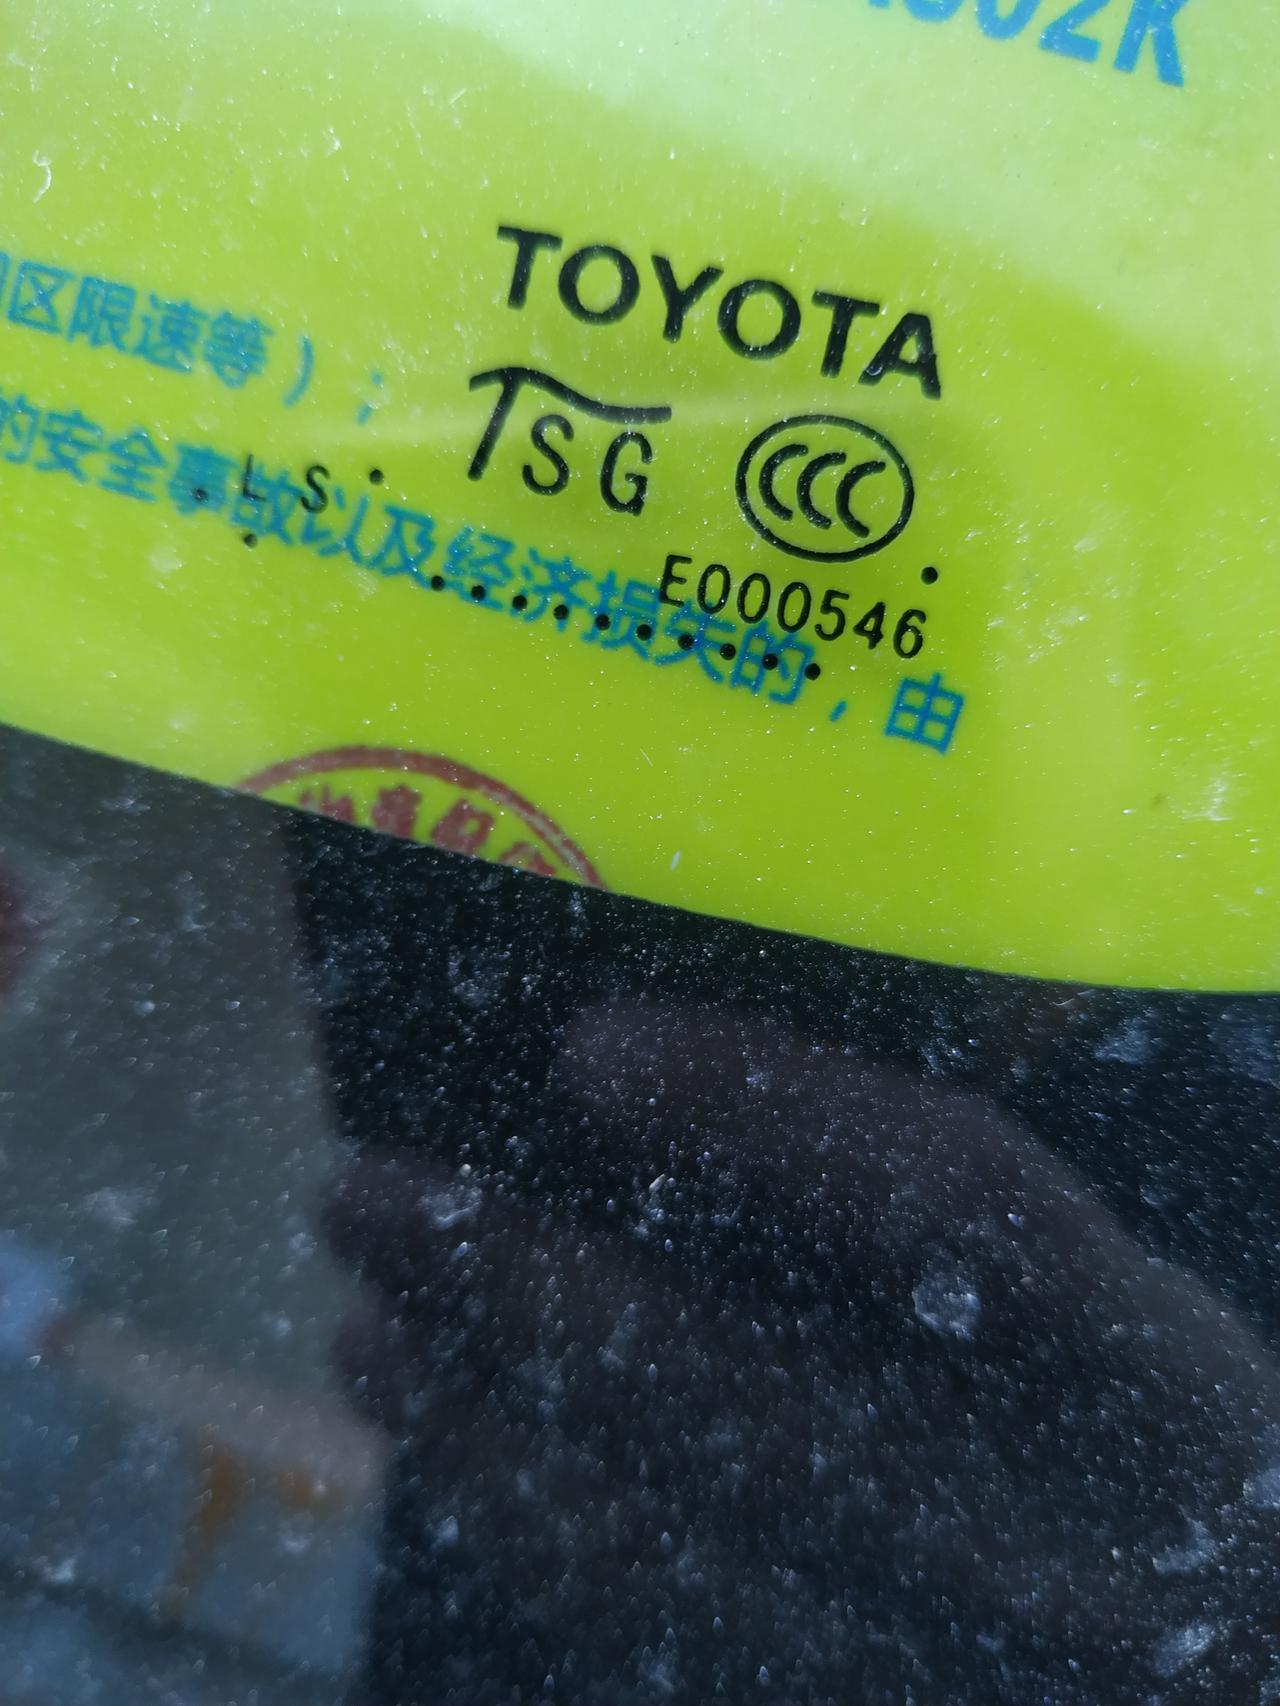 02K
TOYOTA
区限速等）；
TSG
CCC
的安全事故以及经济损失的，由
LS
E000546